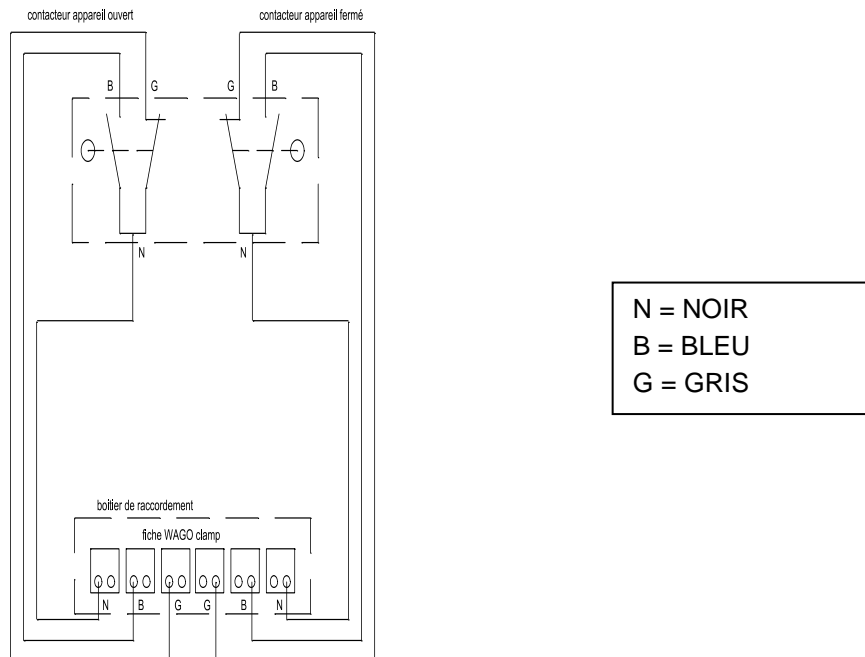 contacteur appareil ouvert
contacteur appareil fermé
B G G B
N N
N = NOIR
B = BLEU
G = GRIS
boitier de raccordement
fiche WAGO clamp
N B G G B N